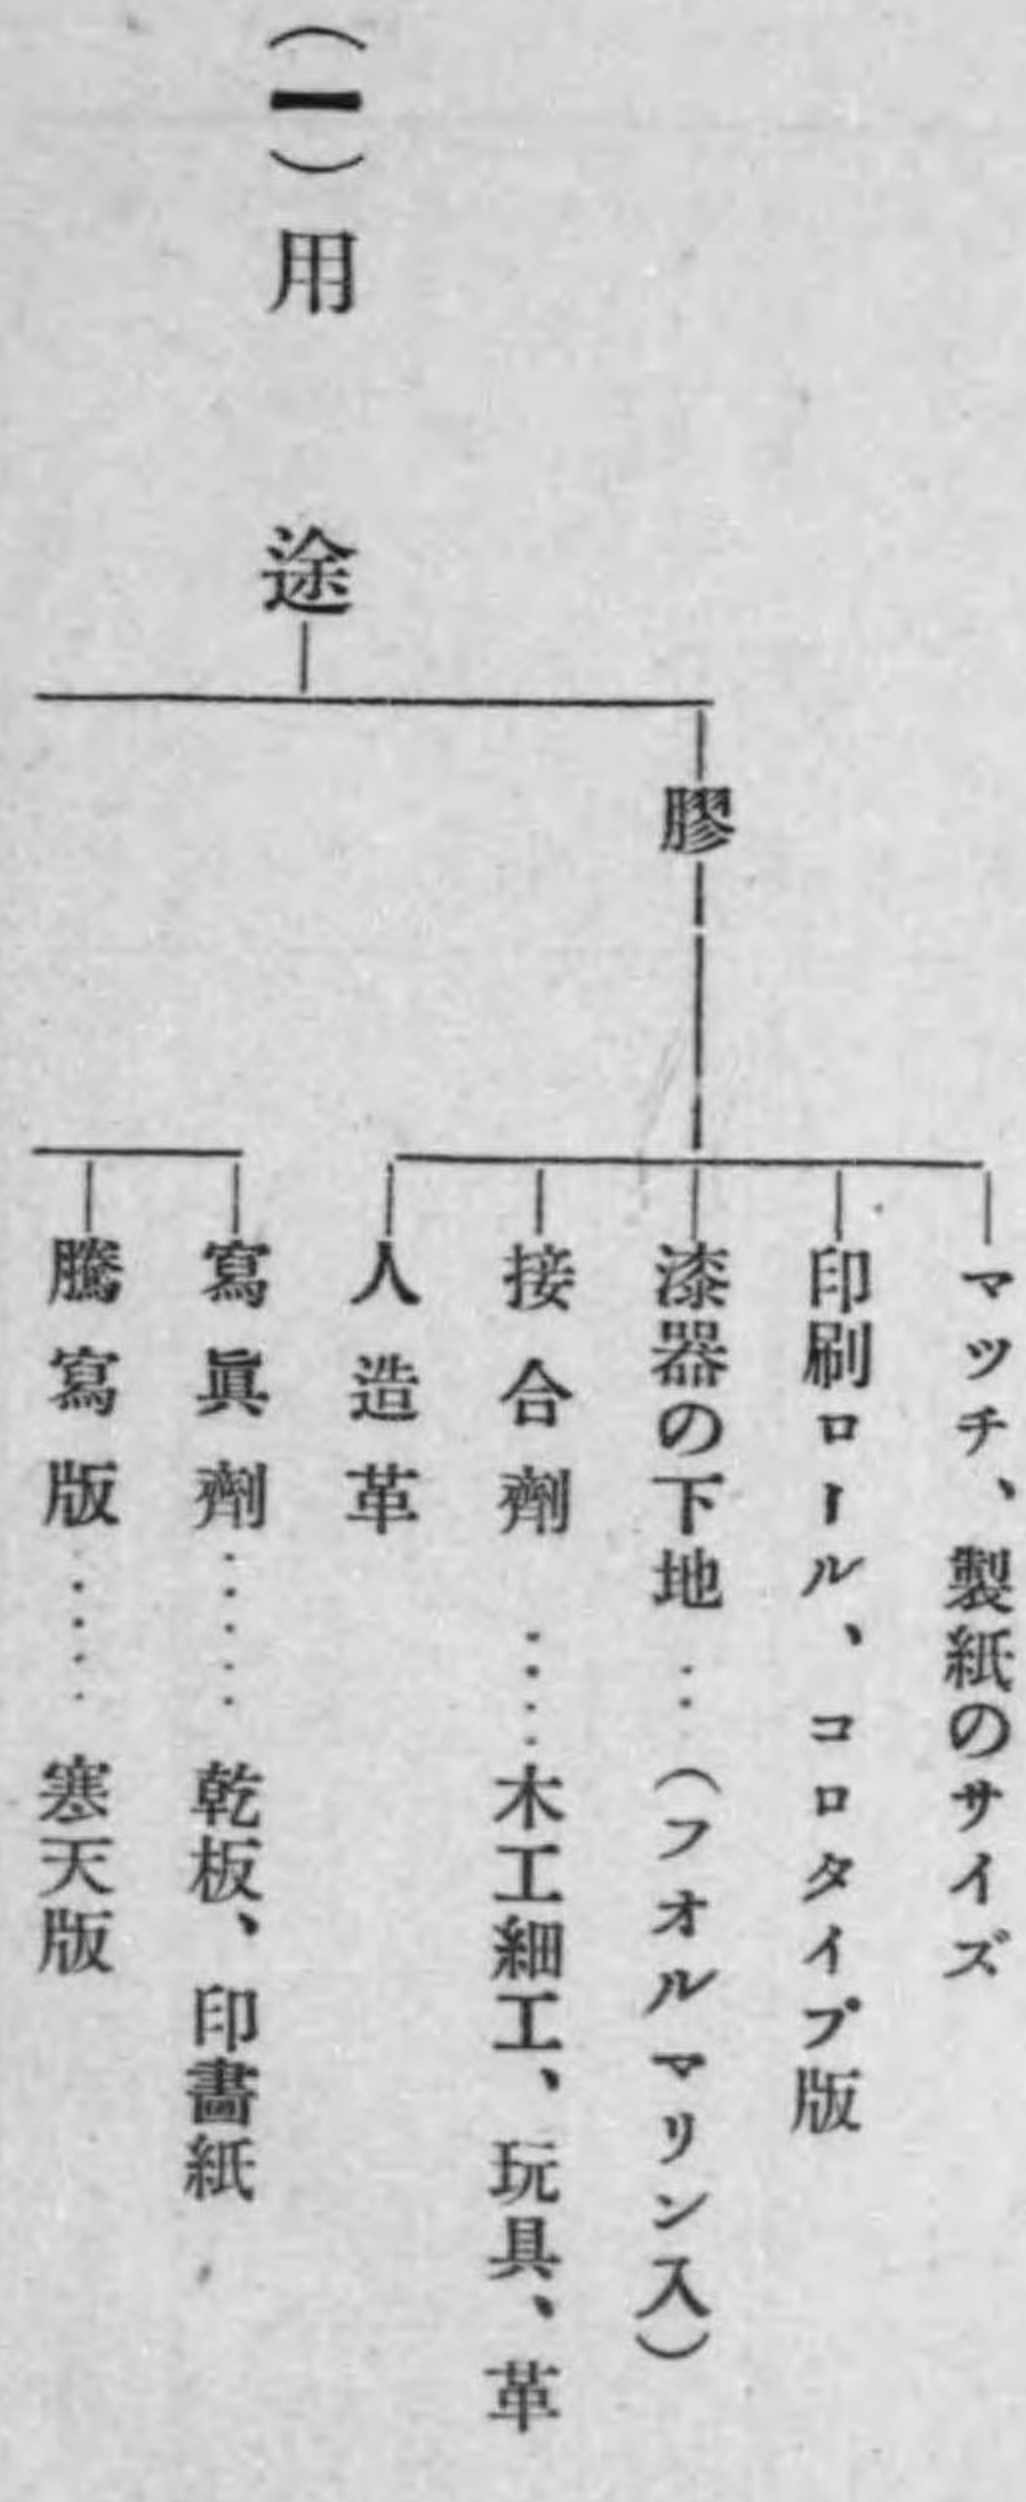 （一）用途
膠
マッチ、製紙のサイズ
印刷ロール、コロタイプ版
漆器の下地……（フオルマリン入）
接合劑……木工細工、玩具、革
人造革
寫眞劑……乾板、印畵紙
騰寫版……寒天版